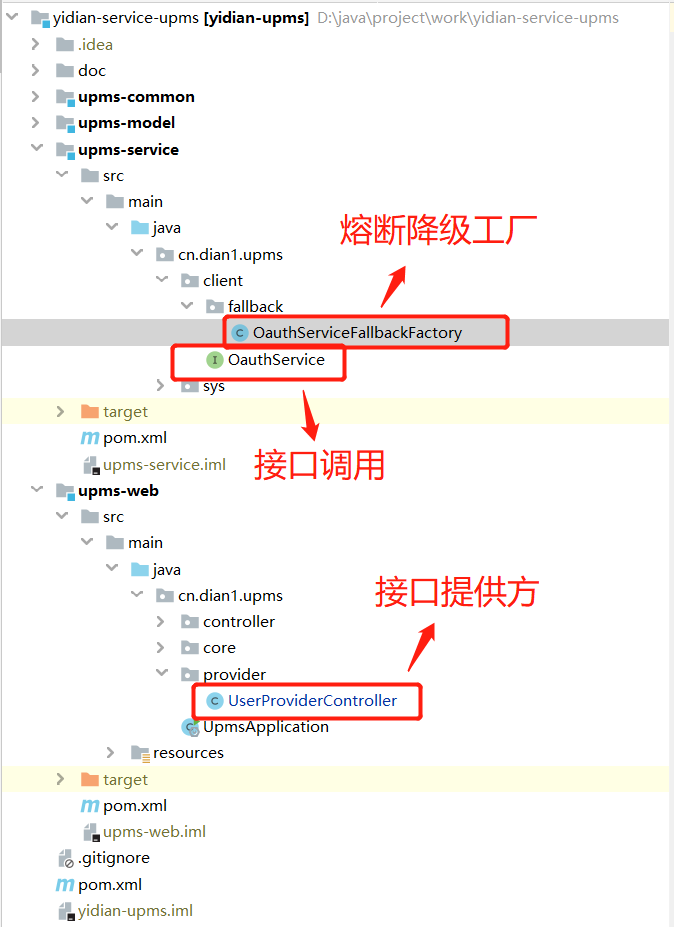 yidian-service-upms [yidian-upms] D:\java\project\work\yidian-service-upms
.idea
doc
upms-common
upms-model
upms-service
src
main
熔断降级工厂
java
cn.dian1.upms
client
fallback
C OauthServiceFallbackFactory
I OauthService
sys
target
m pom.xml
upms-service.iml
接口调用
upms-web
src
main
java
接口提供方
cn.dian1.upms
controller
core
provider
C UserProviderController
C UpmsApplication
resources
target
m pom.xml
upms-web.iml
.gitignore
m pom.xml
yidian-upms.iml